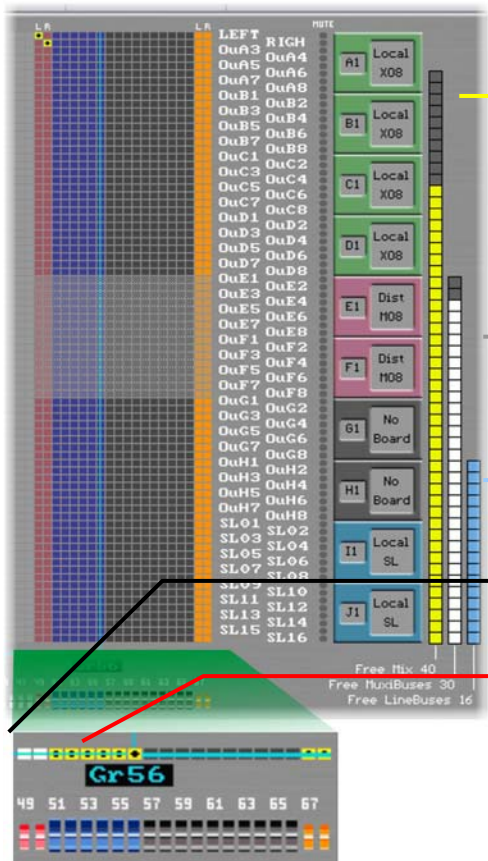 MUTE
L R L R
LEFT RIGH
OuA3 OuA4
OuA5 OuA6
OuA7 OuA8
OuB1 OuB2
OuB3 OuB4
OuB5 OuB6
OuB7 OuB8
OuC1 OuC2
OuC3 OuC4
OuC5 OuC6
OuC7 OuC8
OuD1 OuD2
OuD3 OuD4
OuD5 OuD6
OuD7 OuD8
OuE1 OuE2
OuE3 OuE4
OuE5 OuE6
OuE7 OuE8
OuF1 OuF2
OuF3 OuF4
OuF5 OuF6
OuF7 OuF8
OuG1 OuG2
OuG3 OuG4
OuG5 OuG6
OuG7 OuG8
OuH1 OuH2
OuH3 OuH4
OuH5 OuH6
OuH7 OuH8
SL01 SL02
SL03 SL04
SL05 SL06
SL07 SL08
SL09 SL10
SL11 SL12
SL13 SL14
SL15 SL16
A1 Local X08
B1 Local X08
C1 Local X08
D1 Local X08
E1 Dist M08
F1 Dist M08
G1 No Board
H1 No Board
I1 Local SL
J1 Local SL
Free Mix 40
Free MuxiBuses 30
Free LineBuses 16
Gr56
49 51 53 55 57 59 61 63 65 67